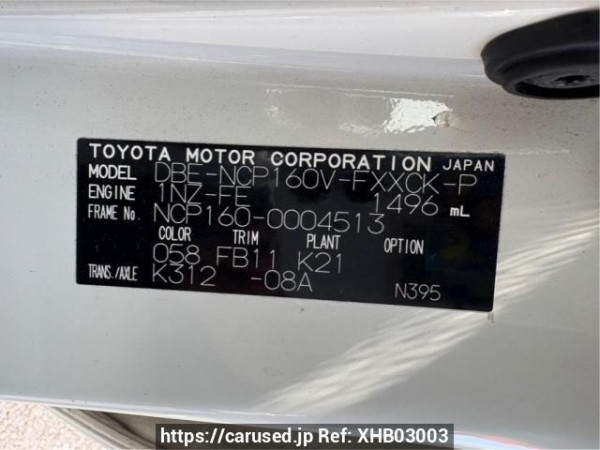 TOYOTA MOTOR CORPORATION JAPAN
MODEL DBE-NCP160V-FXXCK-P
ENGINE 1NZ-FE 1496 mL
FRAME No. NCP160-0004513
COLOR TRIM PLANT OPTION
058 FB11 K21
TRANS./AXLE K312 -08A
N395
https://carused.jp Ref: XHB03003